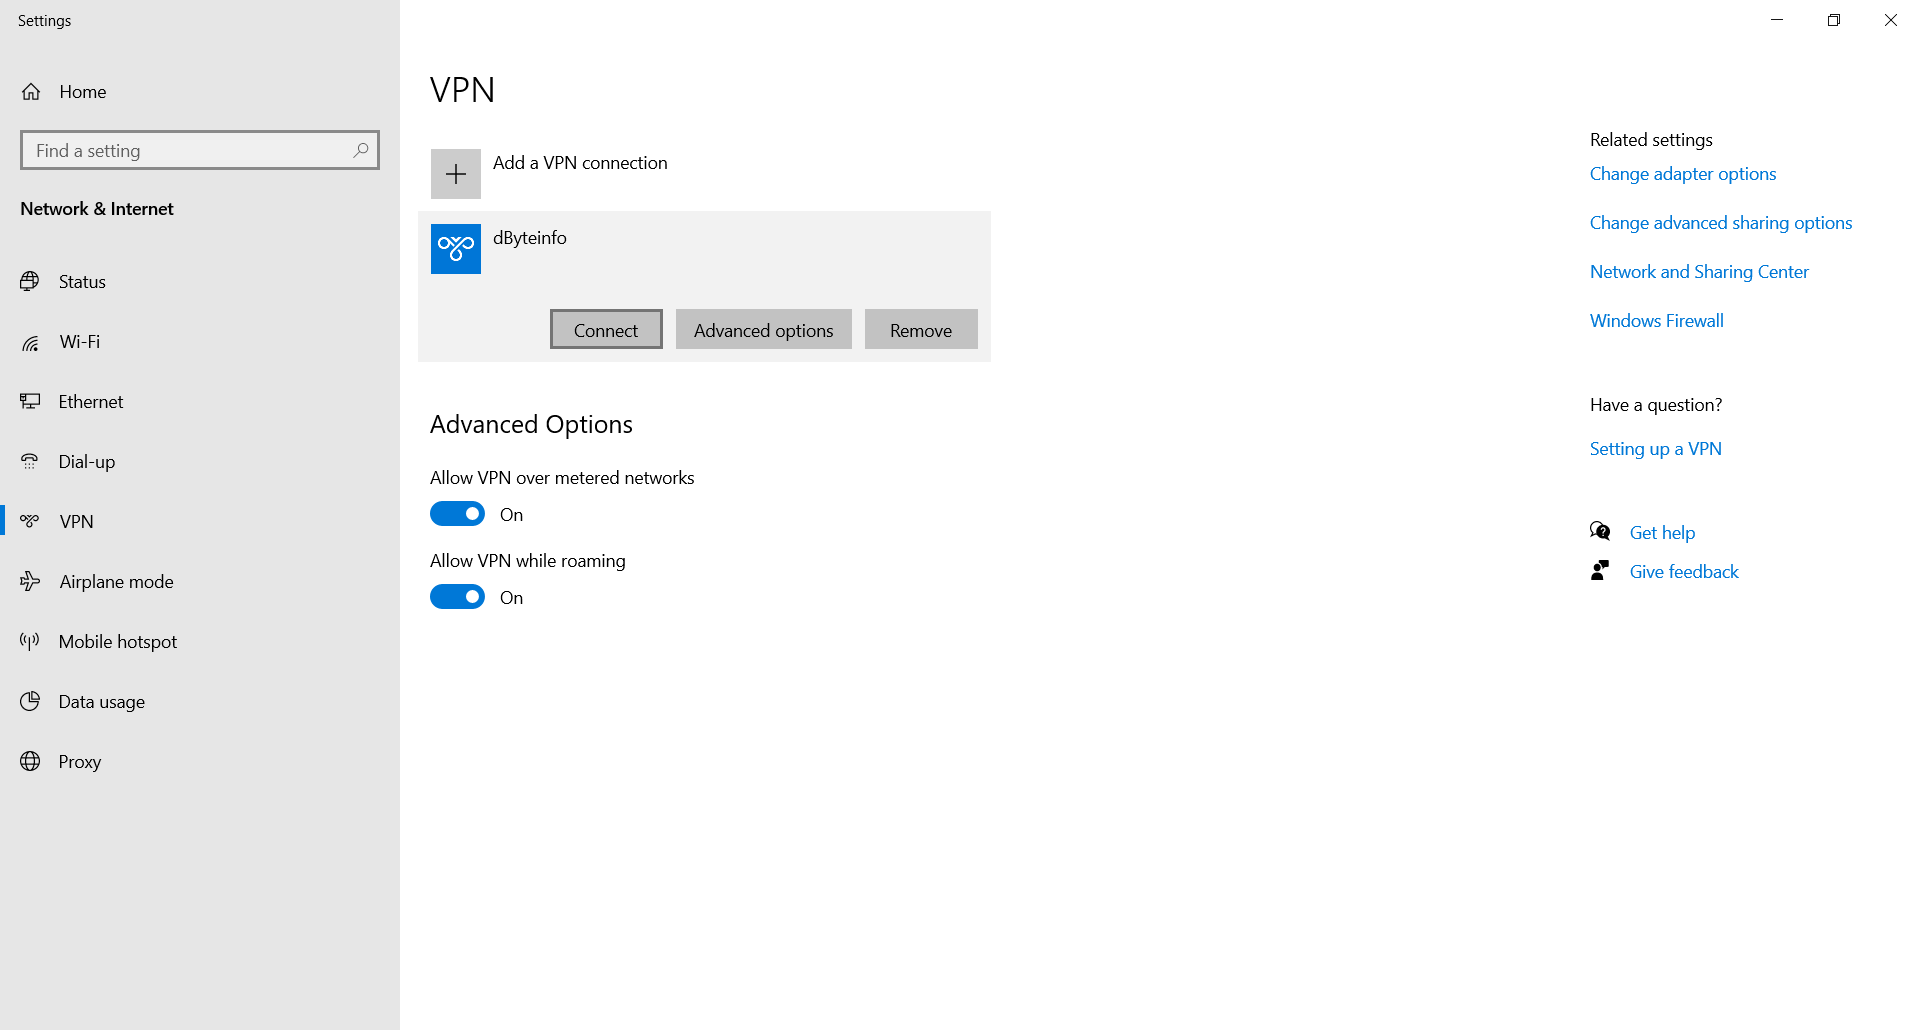 Settings
Home
Find a setting
Network & Internet
Status
Wi-Fi
Ethernet
Dial-up
VPN
Airplane mode
Mobile hotspot
Data usage
Proxy
VPN
Add a VPN connection
dByteinfo
Connect
Advanced options
Remove
Advanced Options
Allow VPN over metered networks
On
Allow VPN while roaming
On
Related settings
Change adapter options
Change advanced sharing options
Network and Sharing Center
Windows Firewall
Have a question?
Setting up a VPN
Get help
Give feedback